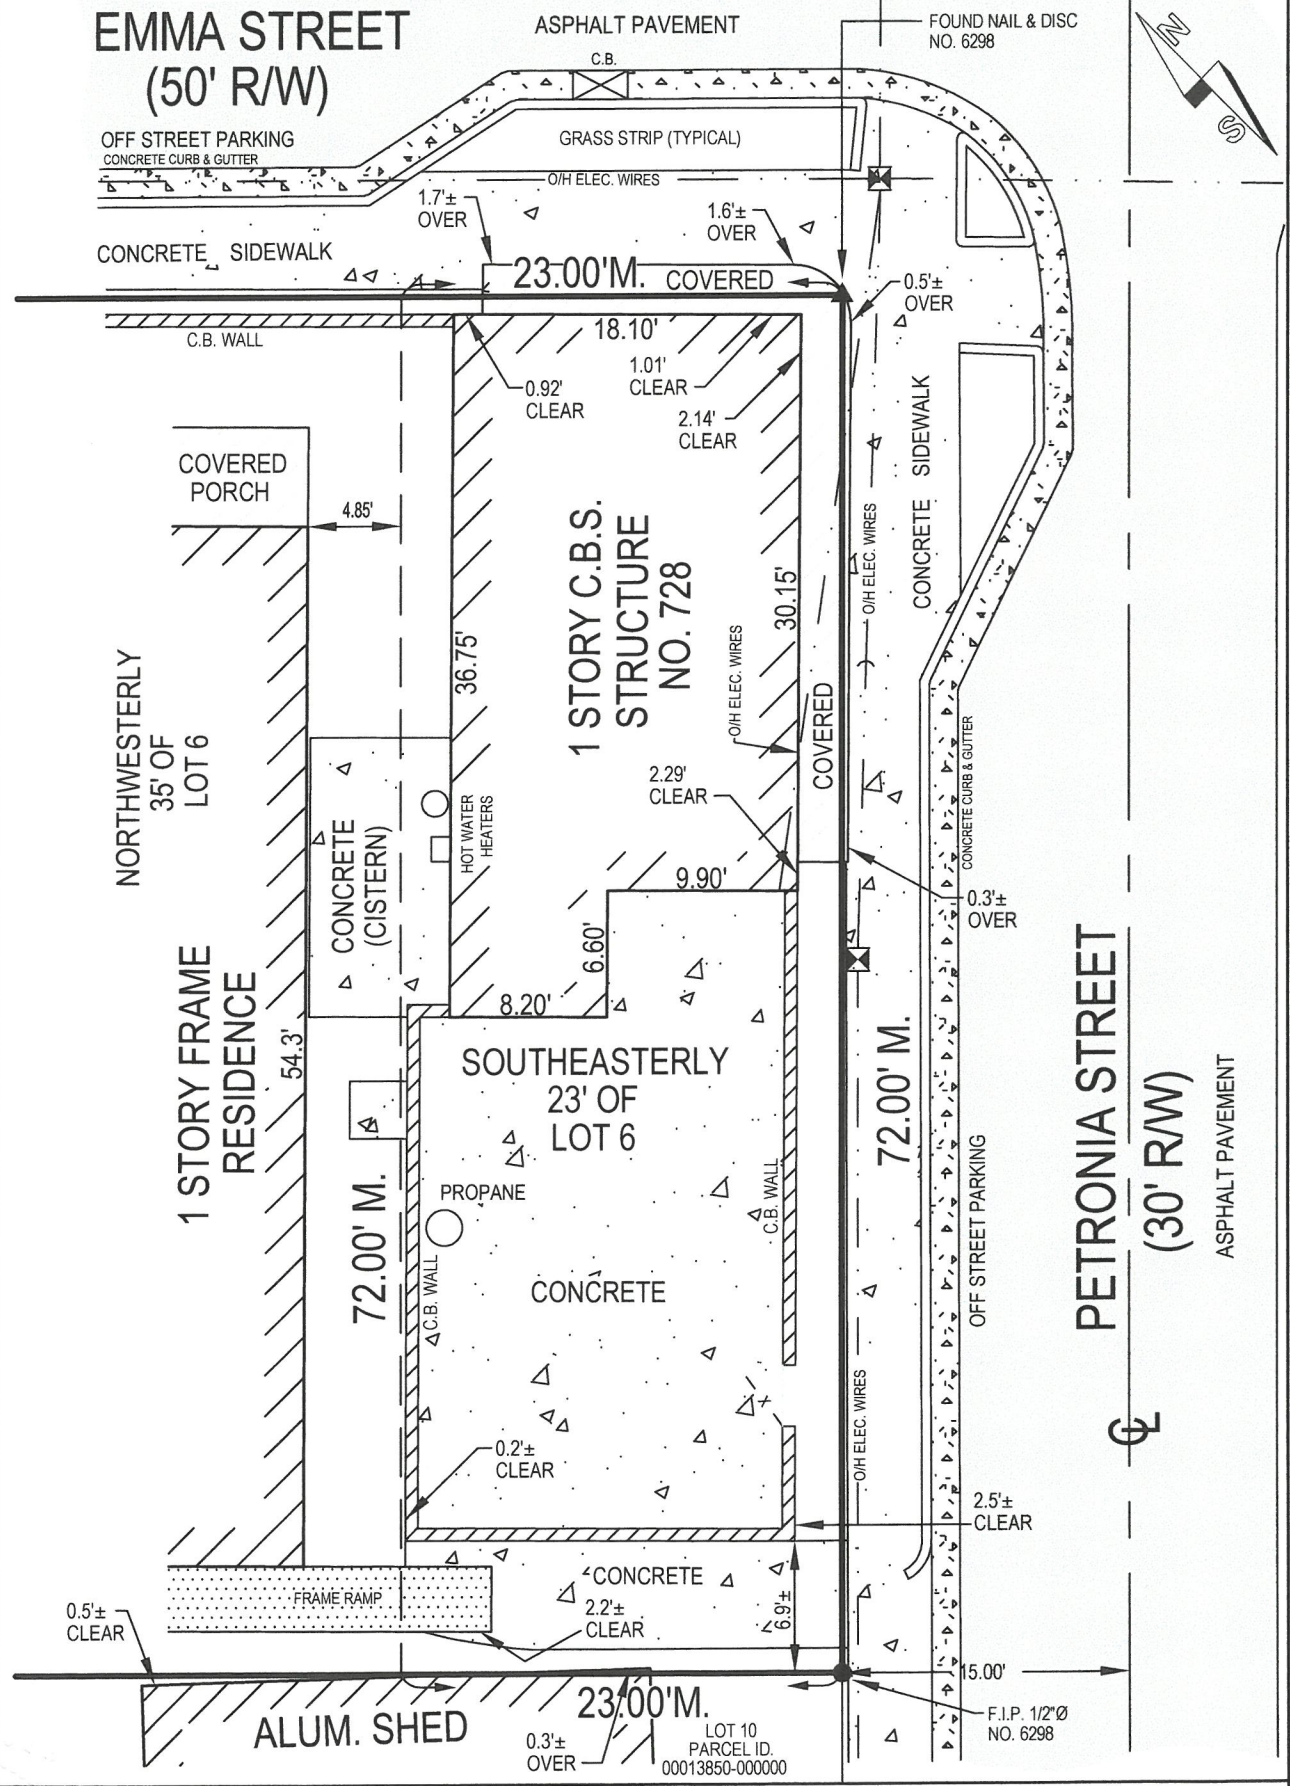 EMMA STREET
(50' R/W)
ASPHALT PAVEMENT
C.B.
FOUND NAIL & DISC
NO. 6298
N
S
OFF STREET PARKING
CONCRETE CURB & GUTTER
GRASS STRIP (TYPICAL)
O/H ELEC. WIRES
1.7'±
OVER
1.6'±
OVER
CONCRETE SIDEWALK
23.00'M.
COVERED
0.5'±
OVER
C.B. WALL
18.10'
0.92'
CLEAR
1.01'
CLEAR
2.14'
CLEAR
CONCRETE SIDEWALK
COVERED
PORCH
4.85'
1 STORY C.B.S.
STRUCTURE
NO. 728
30.15'
O/H ELEC. WIRES
36.75'
O/H ELEC. WIRES
COVERED
NORTHWESTERLY
35' OF
LOT 6
2.29'
CLEAR
CONCRETE CURB & GUTTER
HOT WATER
HEATERS
CONCRETE
(CISTERN)
9.90'
0.3'±
OVER
6.60'
8.20'
1 STORY FRAME
RESIDENCE
54.3'
SOUTHEASTERLY
23' OF
LOT 6
72.00' M.
PETRONIA STREET
(30' R/W)
ASPHALT PAVEMENT
OFF STREET PARKING
C.B. WALL
PROPANE
72.00' M.
C.B. WALL
CONCRETE
O/H ELEC. WIRES
CL
0.2'±
CLEAR
2.5'±
CLEAR
FRAME RAMP
CONCRETE
6.9'±
0.5'±
CLEAR
2.2'±
CLEAR
15.00'
23.00'M.
F.I.P. 1/2"Ø
NO. 6298
ALUM. SHED
0.3'±
OVER
LOT 10
PARCEL ID.
00013850-000000